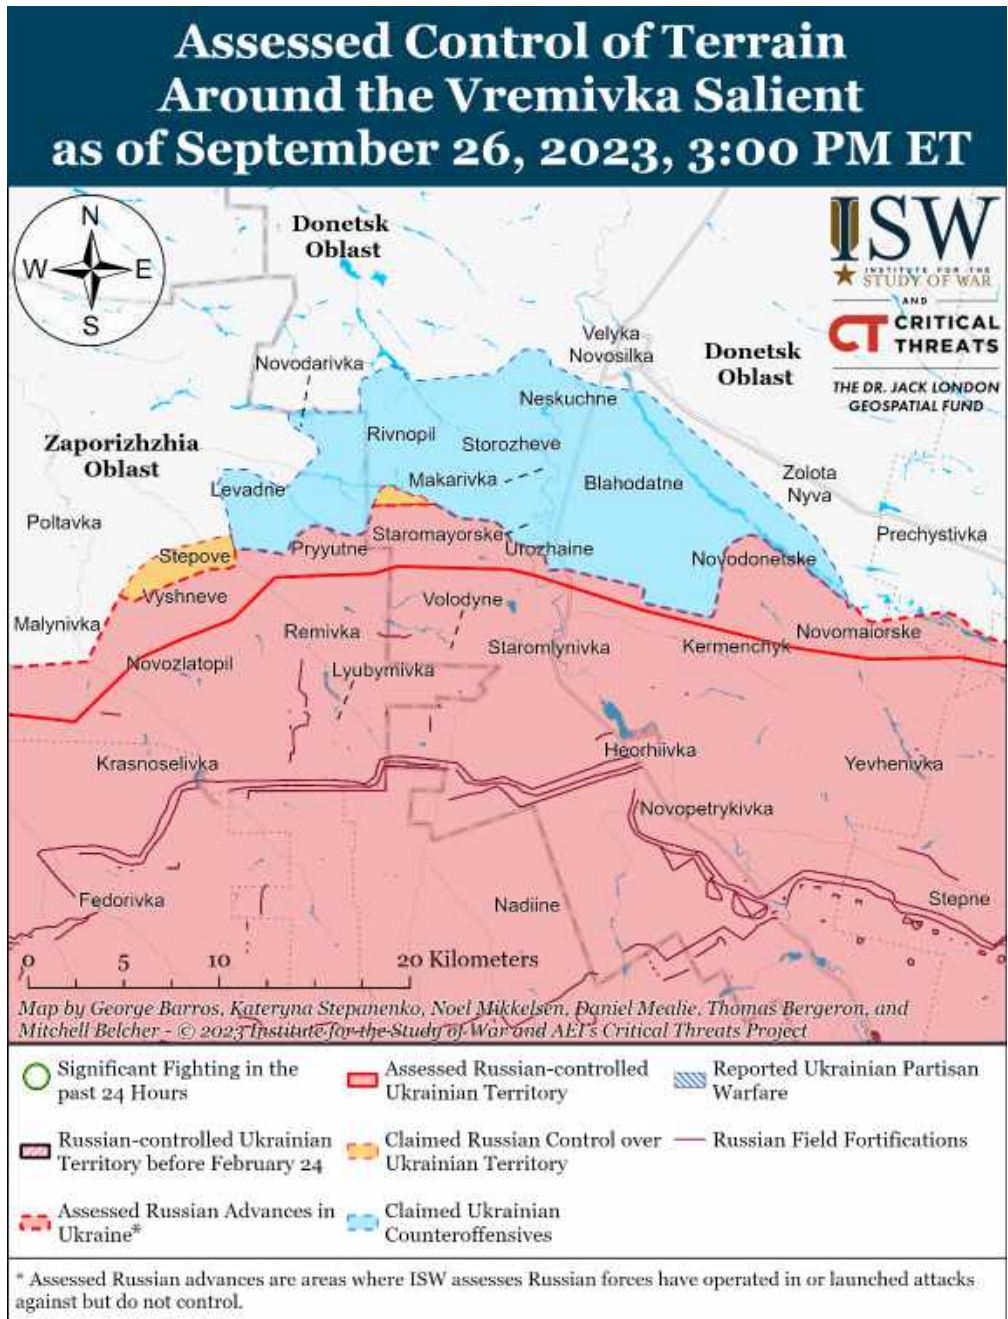 Assessed Control of Terrain
Around the Vremivka Salient
as of September 26, 2023, 3:00 PM ET
N
W
E
S
Donetsk
Oblast
ISW
INSTITUTE FOR THE
STUDY OF WAR
AND
CT CRITICAL
THREATS
THE DR. JACK LONDON
GEOSPATIAL FUND
Velyka
Novosilka
Donetsk
Oblast
Novodarivka
Neskuchne
Zaporizhzhia
Oblast
Rivnopil
Storozheve
Makarivka
Blahodatne
Zolota
Nyva
Levadne
Poltavka
Staromayorske
Prechystivka
Pryyutne
Urozhaine
Stepove
Novodonetske
Vyshneve
Volodyne
Malynivka
Remivka
Novomaiorske
Staromlynivka
Kermenchyk
Novozlatopil
Lyubymivka
Heorhiivka
Krasnoselivka
Yevhenivka
Novopetrykivka
Fedorivka
Nadiine
Stepne
0 5 10 20 Kilometers
Map by George Barros, Kateryna Stepanenko, Noel Mikkelsen, Daniel Mealie, Thomas Bergeron, and
Mitchell Belcher - © 2023 Institute for the Study of War and AEI's Critical Threats Project
Significant Fighting in the
past 24 Hours
Assessed Russian-controlled
Ukrainian Territory
Reported Ukrainian Partisan
Warfare
Russian-controlled Ukrainian
Territory before February 24
Claimed Russian Control over
Ukrainian Territory
Russian Field Fortifications
Assessed Russian Advances in
Ukraine*
Claimed Ukrainian
Counteroffensives
* Assessed Russian advances are areas where ISW assesses Russian forces have operated in or launched attacks
against but do not control.